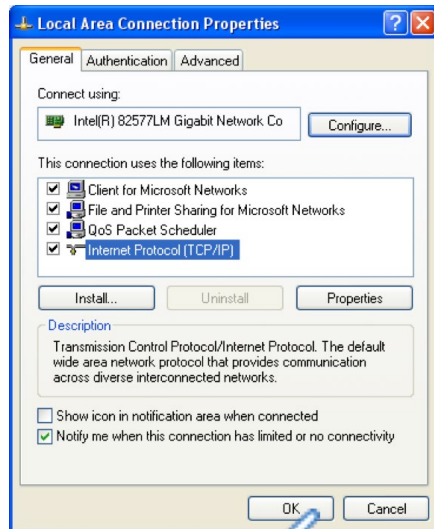 Local Area Connection Properties
General Authentication Advanced
Connect using:
Intel(R) 82577LM Gigabit Network Co
Configure...
This connection uses the following items:
Client for Microsoft Networks
File and Printer Sharing for Microsoft Networks
QoS Packet Scheduler
Internet Protocol (TCP/IP)
Install... Uninstall Properties
Description
Transmission Control Protocol/Internet Protocol. The default
wide area network protocol that provides communication
across diverse interconnected networks.
Show icon in notification area when connected
Notify me when this connection has limited or no connectivity
OK Cancel